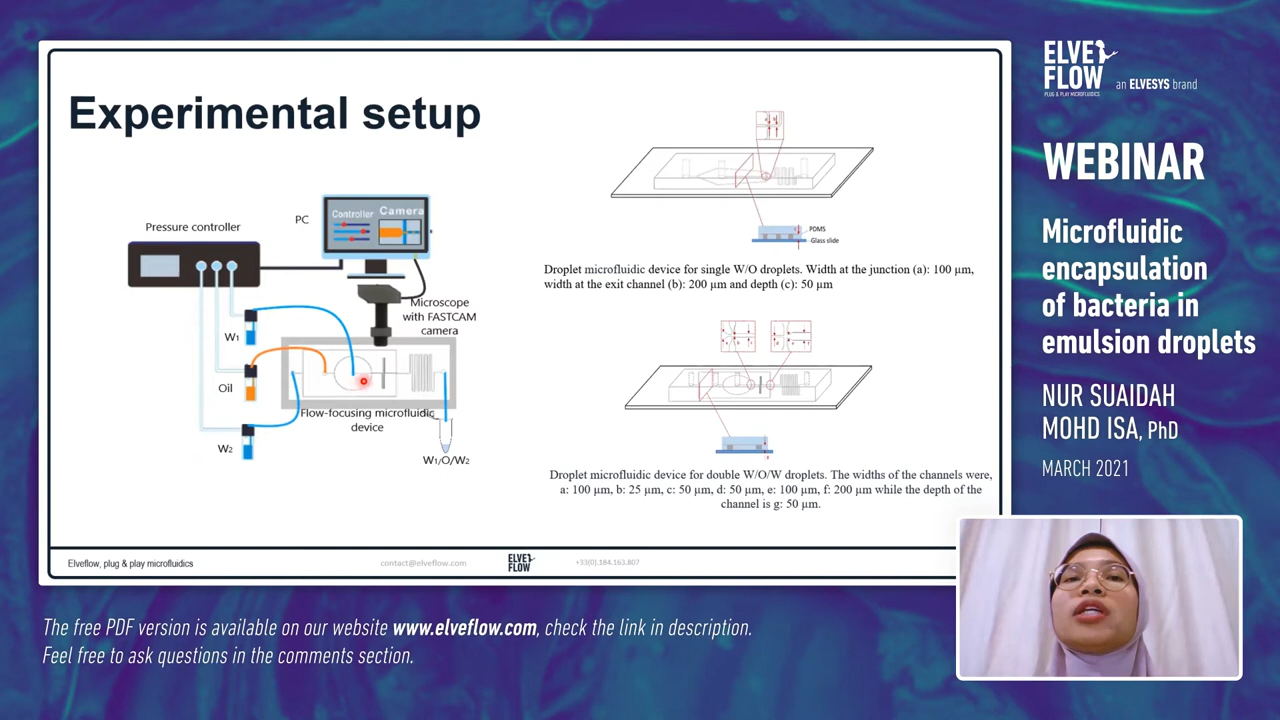 Experimental setup
Pressure controller
PC
Controller
Camera
Microscope
with FASTCAM
camera
W1
Oil
W2
Flow-focusing microfluidic
device
W1/O/W2
PDMS
Glass slide
Droplet microfluidic device for single W/O droplets. Width at the junction (a): 100 µm,
width at the exit channel (b): 200 µm and depth (c): 50 µm
Droplet microfluidic device for double W/O/W droplets. The widths of the channels were,
a: 100 µm, b: 25 µm, c: 50 µm, d: 50 µm, e: 100 µm, f: 200 µm while the depth of the
channel is g: 50 µm.
Elveflow, plug & play microfluidics
contact@elveflow.com
ELVE
FLOW
+33(0).184.163.807
ELVE
FLOW
PLUG & PLAY MICROFLUIDICS
an ELVESYS brand
WEBINAR
Microfluidic
encapsulation
of bacteria in
emulsion droplets
NUR SUAIDAH
MOHD ISA, PhD
MARCH 2021
The free PDF version is available on our website www.elveflow.com, check the link in description.
Feel free to ask questions in the comments section.